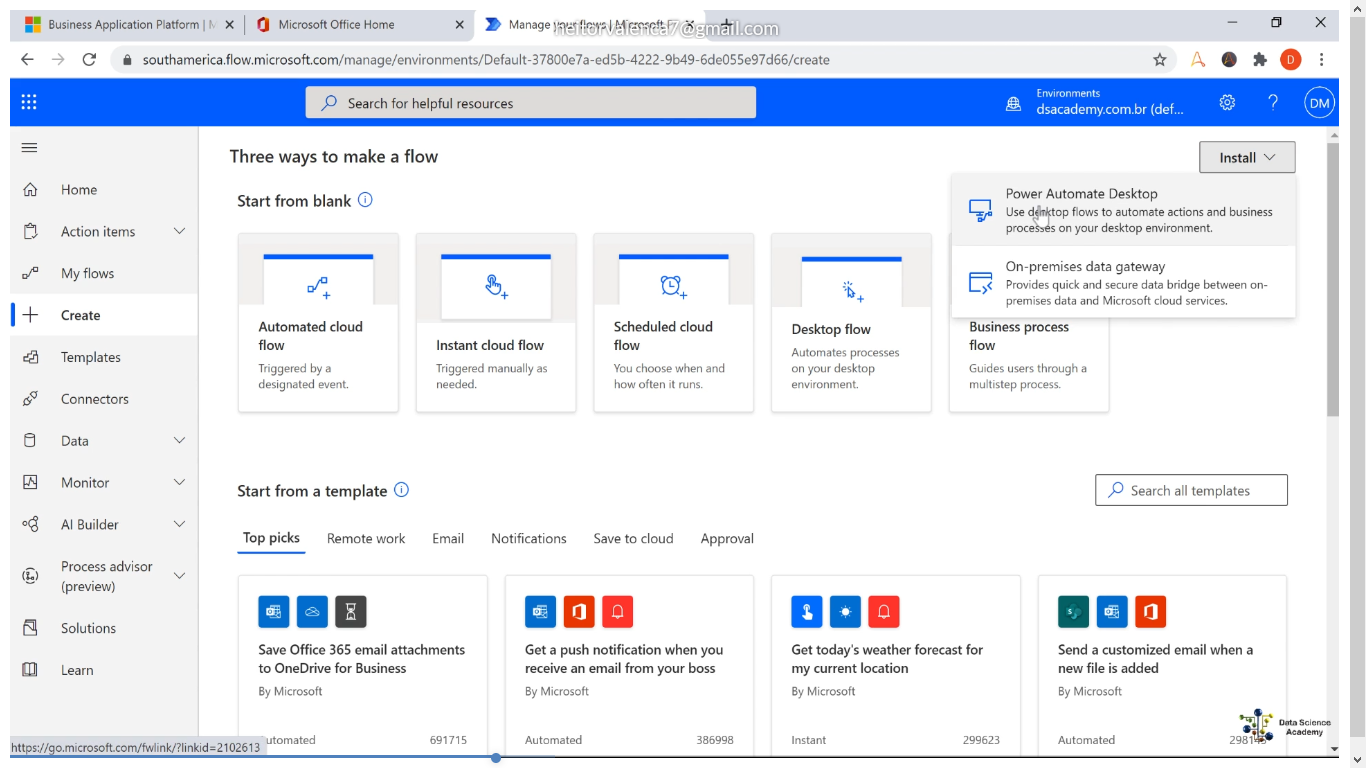 Business Application Platform | M
Microsoft Office Home
Manage your flows | Microsoft P
heitorvalenca7@gmail.com
southamerica.flow.microsoft.com/manage/environments/Default-37800e7a-ed5b-4222-9b49-6de055e97d66/create
D
Search for helpful resources
Environments
dsacademy.com.br (def...
?
DM
Three ways to make a flow
Install
Start from blank
Power Automate Desktop
Use desktop flows to automate actions and business
processes on your desktop environment.
On-premises data gateway
Provides quick and secure data bridge between on-
premises data and Microsoft cloud services.
Home
Action items
My flows
Create
Templates
Connectors
Data
Monitor
AI Builder
Process advisor
(preview)
Solutions
Learn
Automated cloud
flow
Triggered by a
designated event.
Instant cloud flow
Triggered manually as
needed.
Scheduled cloud
flow
You choose when and
how often it runs.
Desktop flow
Automates processes
on your desktop
environment.
Business process
flow
Guides users through a
multistep process.
Start from a template
Search all templates
Top picks
Remote work
Email
Notifications
Save to cloud
Approval
Save Office 365 email attachments
to OneDrive for Business
By Microsoft
utomated
691715
Get a push notification when you
receive an email from your boss
By Microsoft
Automated
386998
Get today's weather forecast for
my current location
By Microsoft
Instant
299623
Send a customized email when a
new file is added
By Microsoft
Automated
Data Science
Academy
https://go.microsoft.com/fwlink/?linkid=2102613